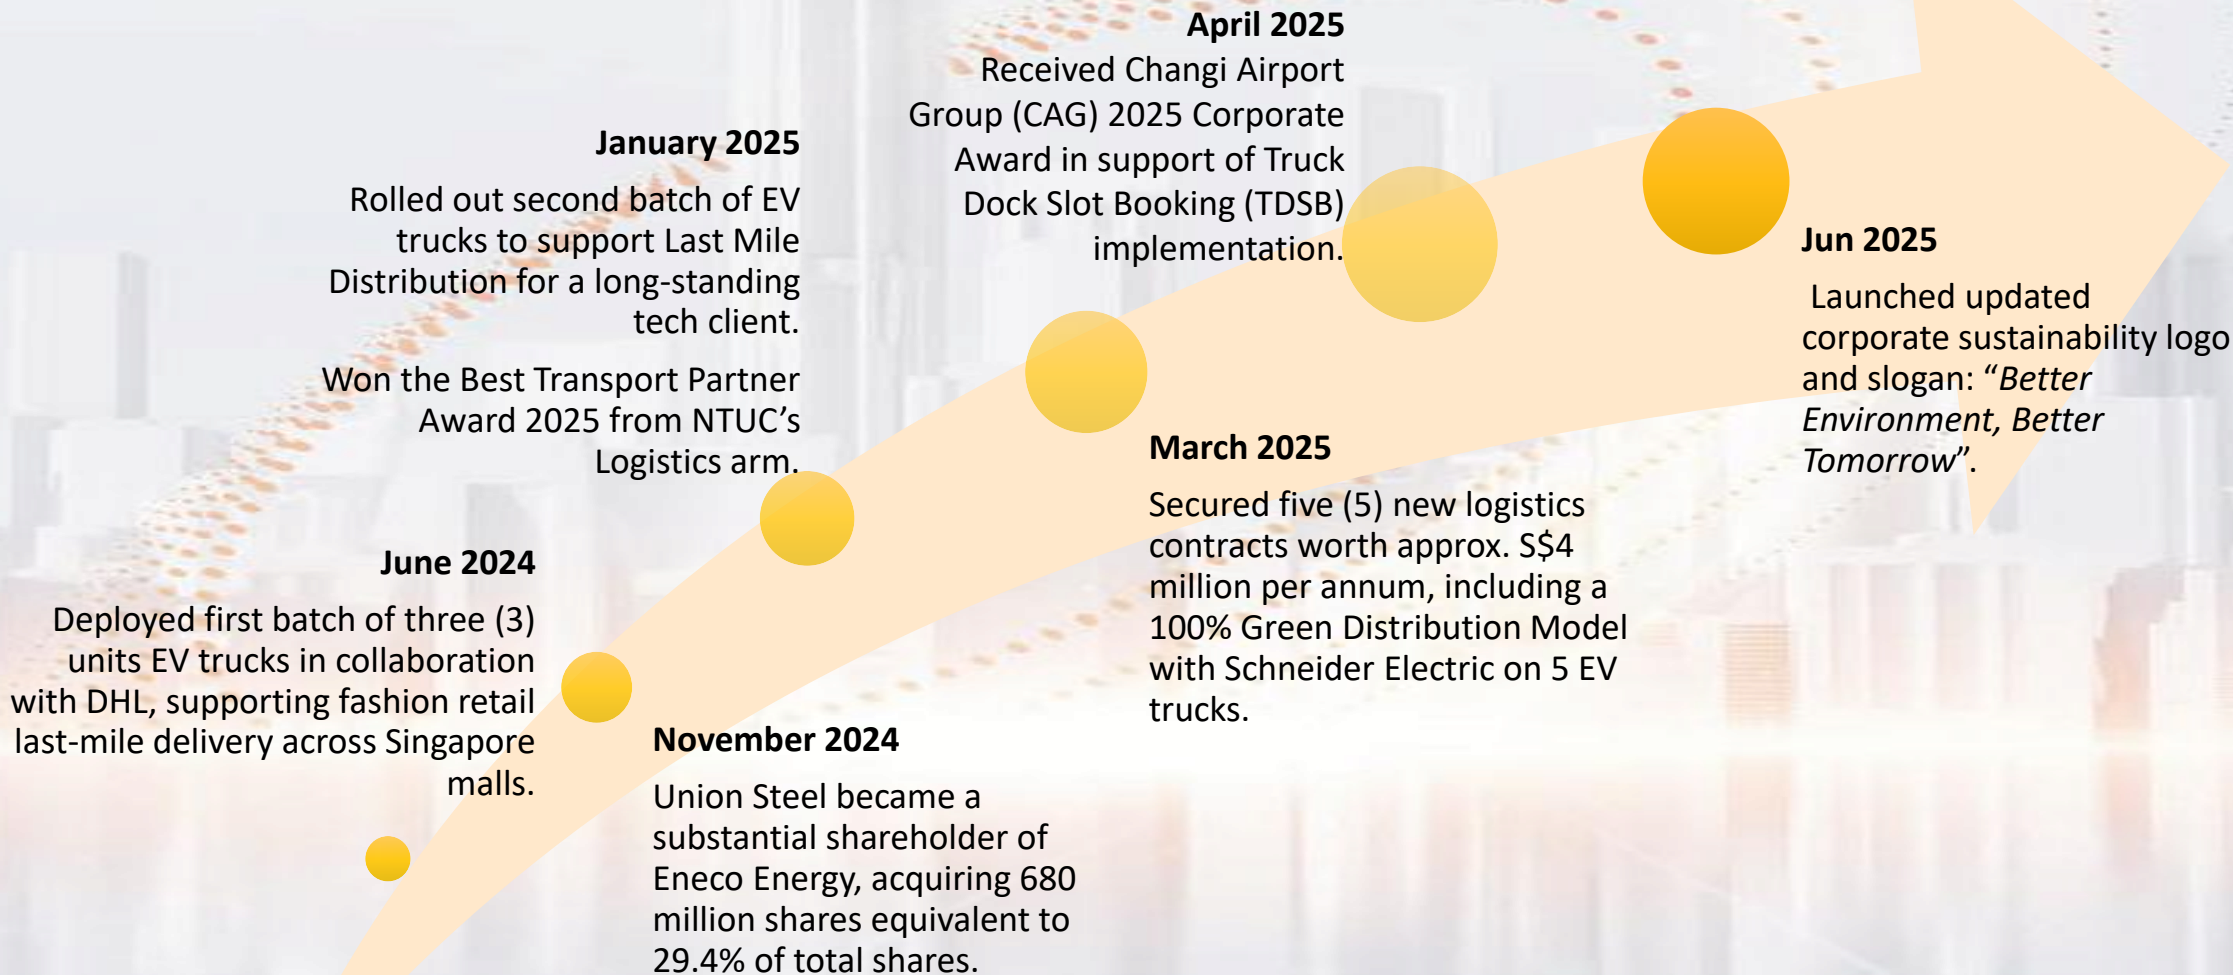 June 2024
Deployed first batch of three (3)
units EV trucks in collaboration
with DHL, supporting fashion retail
last-mile delivery across Singapore
malls.
November 2024
Union Steel became a
substantial shareholder of
Eneco Energy, acquiring 680
million shares equivalent to
29.4% of total shares.
January 2025
Rolled out second batch of EV
trucks to support Last Mile
Distribution for a long-standing
tech client.
Won the Best Transport Partner
Award 2025 from NTUC’s
Logistics arm.
March 2025
Secured five (5) new logistics
contracts worth approx. S$4
million per annum, including a
100% Green Distribution Model
with Schneider Electric on 5 EV
trucks.
April 2025
Received Changi Airport
Group (CAG) 2025 Corporate
Award in support of Truck
Dock Slot Booking (TDSB)
implementation.
Jun 2025
Launched updated
corporate sustainability logo
and slogan: “Better
Environment, Better
Tomorrow”.